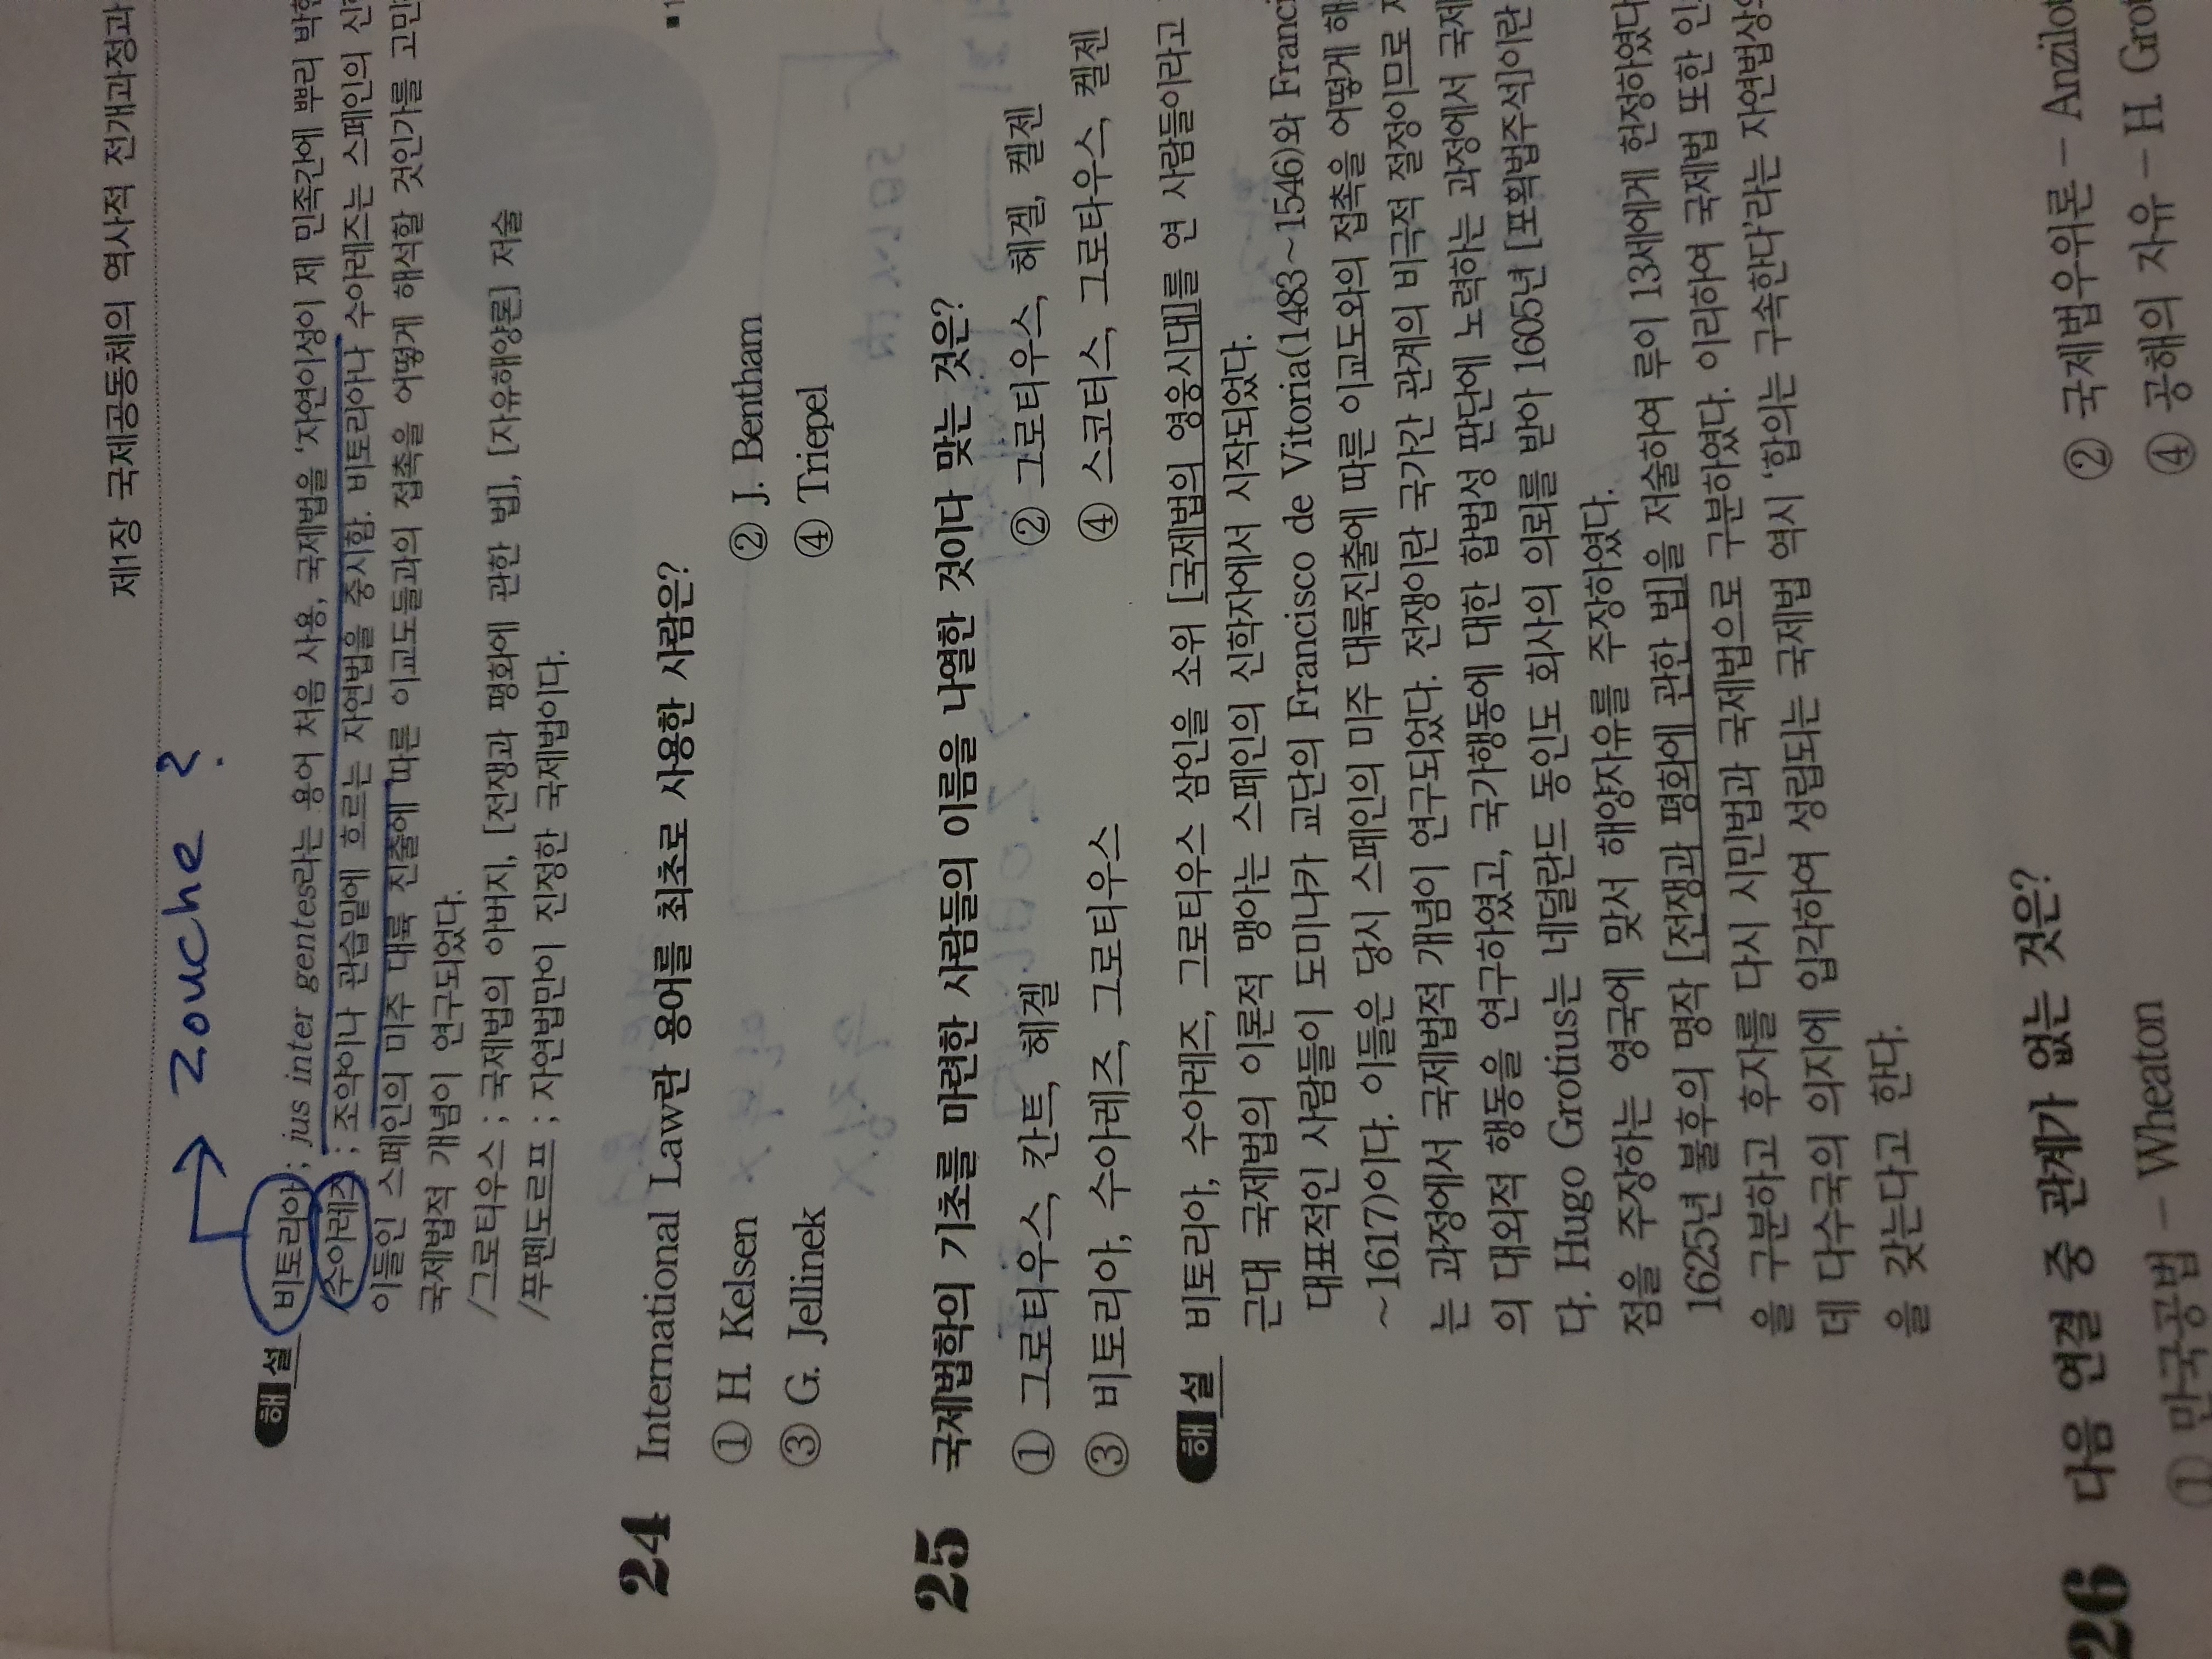 제1장 국제공동체의 역사적 전개과정과
Zouche ?
해설 비토리아 ; jus inter gentes라는 용어 처음 사용, 국제법을 '자연이성이 제 민족간에 뿌리 박힌
/수아레즈 ; 조약이나 관습밑에 흐르는 자연법을 중시함. 비토리아나 수아레즈는 스페인의 신학
이들인 스페인의 미주 대륙 진출에 따른 이교도들과의 접촉을 어떻게 해석할 것인가를 고민
국제법적 개념이 연구되었다.
/그로티우스 ; 국제법의 아버지, [전쟁과 평화에 관한 법], [자유해양론] 저술
/푸펜도르프 ; 자연법만이 진정한 국제법이다.
24 International Law란 용어를 최초로 사용한 사람은?
① H. Kelsen ② J. Bentham
③ G. Jellinek ④ Triepel
25 국제법학의 기초를 마련한 사람들의 이름을 나열한 것이다 맞는 것은?
① 그로티우스, 칸트, 헤겔 ② 그로티우스, 헤겔, 켈젠
③ 비토리아, 수아레즈, 그로티우스 ④ 스코터스, 그로타우스, 켈젠
해설 비토리아, 수아레즈, 그로티우스 삼인을 소위 [국제법의 영웅시대]를 연 사람들이라고
근대 국제법의 이론적 맹아는 스페인의 신학자에서 시작되었다.
대표적인 사람들이 도미나카 교단의 Francisco de Vitoria(1483~1546)와 Franci
~1617)이다. 이들은 당시 스페인의 미주 대륙진출에 따른 이교도와의 접촉을 어떻게 해
는 과정에서 국제법적 개념이 연구되었다. 전쟁이란 국가간 관계의 비극적 절정이므로
의 대외적 행동을 연구하였고, 국가행동에 대한 합법성 판단에 노력하는 과정에서 국제
다. Hugo Grotius는 네덜란드 동인도 회사의 의뢰를 받아 1605년 [포획법주석]이란
점을 주장하는 영국에 맞서 해양자유를 주장하였다.
1625년 불후의 명작 [전쟁과 평화에 관한 법]을 저술하여 루이 13세에게 헌정하였다
을 구분하고 후자를 다시 시민법과 국제법으로 구분하였다. 이리하여 국제법 또한 인
데 다수국의 의지에 입각하여 성립되는 국제법 역시 '합의는 구속한다'라는 자연법상의
을 갖는다고 한다.
26 다음 연결 중 관계가 없는 것은?
① 만국공법 – Wheaton ② 국제법우위론 – Anzilot
④ 공해의 자유 – H. Grot